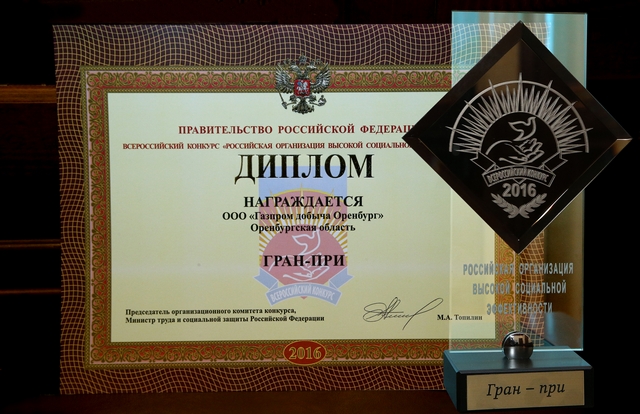 ПРАВИТЕЛЬСТВО РОССИЙСКОЙ ФЕДЕРАЦ
ВСЕРОССИЙСКИЙ КОНКУРС «РОССИЙСКАЯ ОРГАНИЗАЦИЯ ВЫСОКОЙ СОЦИАЛЬНО
ДИПЛОМ
НАГРАЖДАЕТСЯ
ООО «Газпром добыча Оренбург»
Оренбургская область
ГРАН-ПРИ
ВСЕРОССИЙСКИЙ КОНКУРС
Председатель организационного комитета конкурса,
Министр труда и социальной защиты Российской Федерации
М.А. Топилин
2016
ВСЕРОССИЙСКИЙ КОНКУРС
2016
РОССИЙСКАЯ ОРГАНИЗАЦИЯ
ВЫСОКОЙ СОЦИАЛЬНОЙ
ЭФФЕКТИВНОСТИ
Гран – при